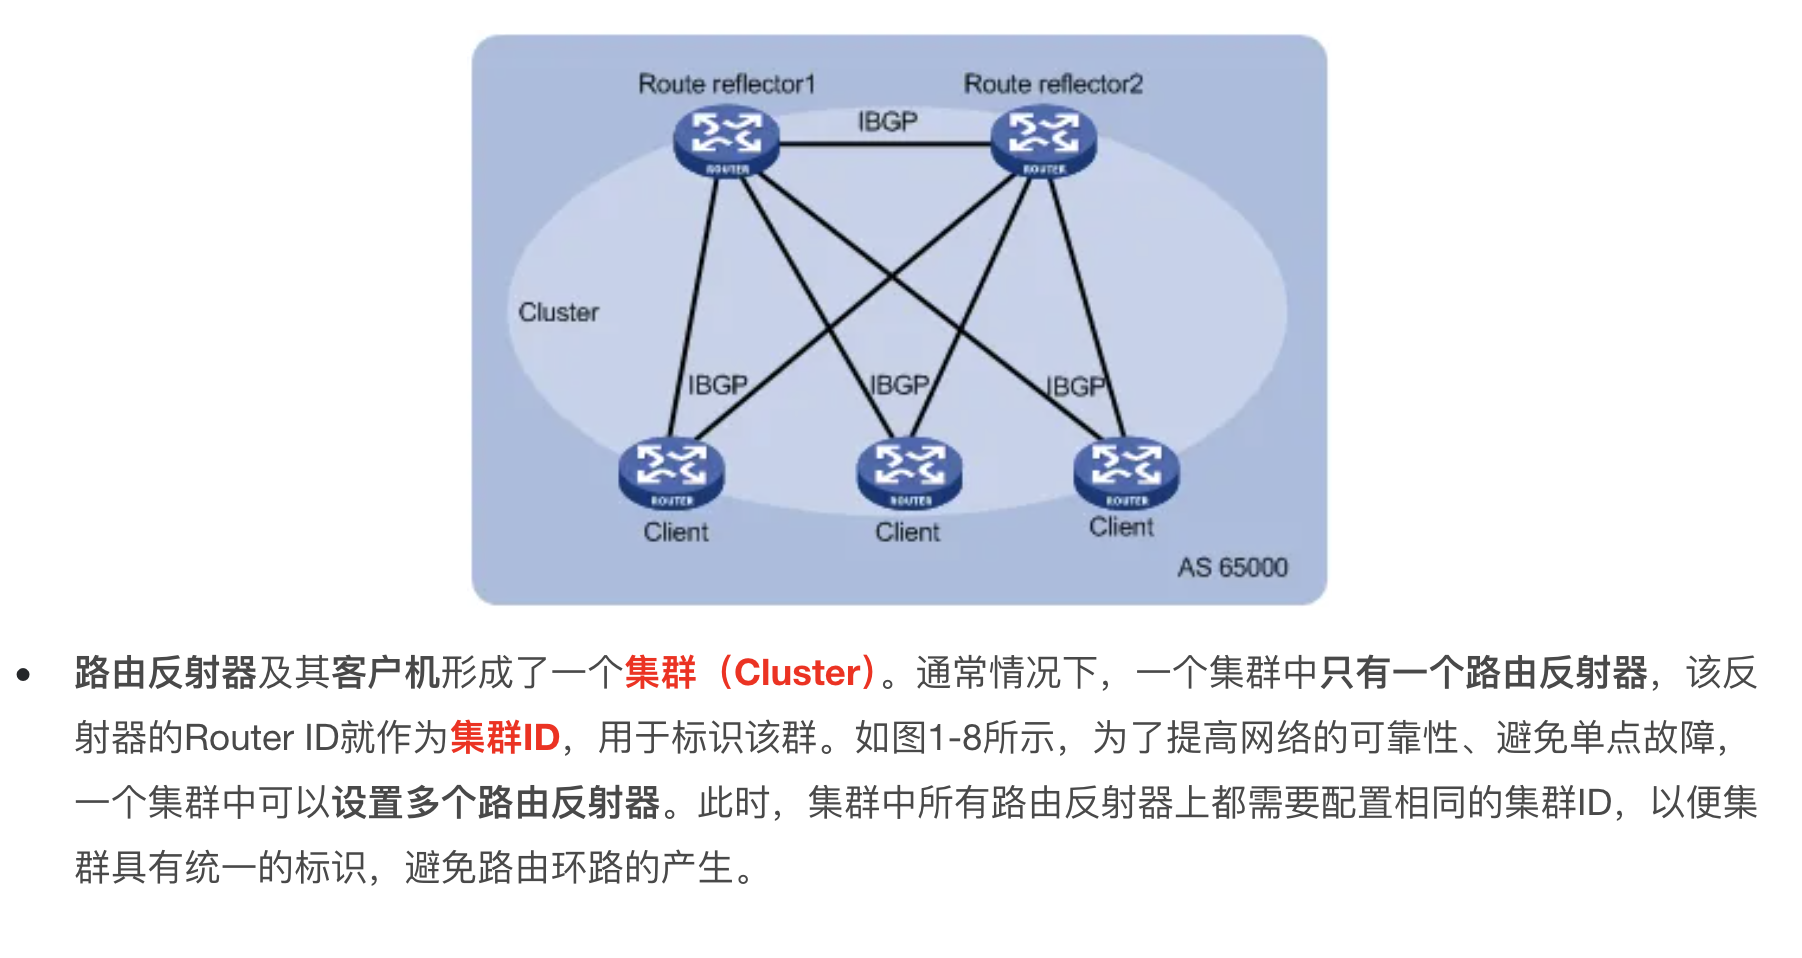 Route reflector1
Route reflector2
IBGP
ROUTER
ROUTER
Cluster
IBGP
IBGP
IBGP
ROUTER
ROUTER
ROUTER
Client
Client
Client
AS 65000
• 路由反射器及其客户机形成了一个集群（Cluster）。通常情况下，一个集群中只有一个路由反射器，该反
射器的Router ID就作为集群ID，用于标识该群。如图1-8所示，为了提高网络的可靠性、避免单点故障，
一个集群中可以设置多个路由反射器。此时，集群中所有路由反射器上都需要配置相同的集群ID，以便集
群具有统一的标识，避免路由环路的产生。